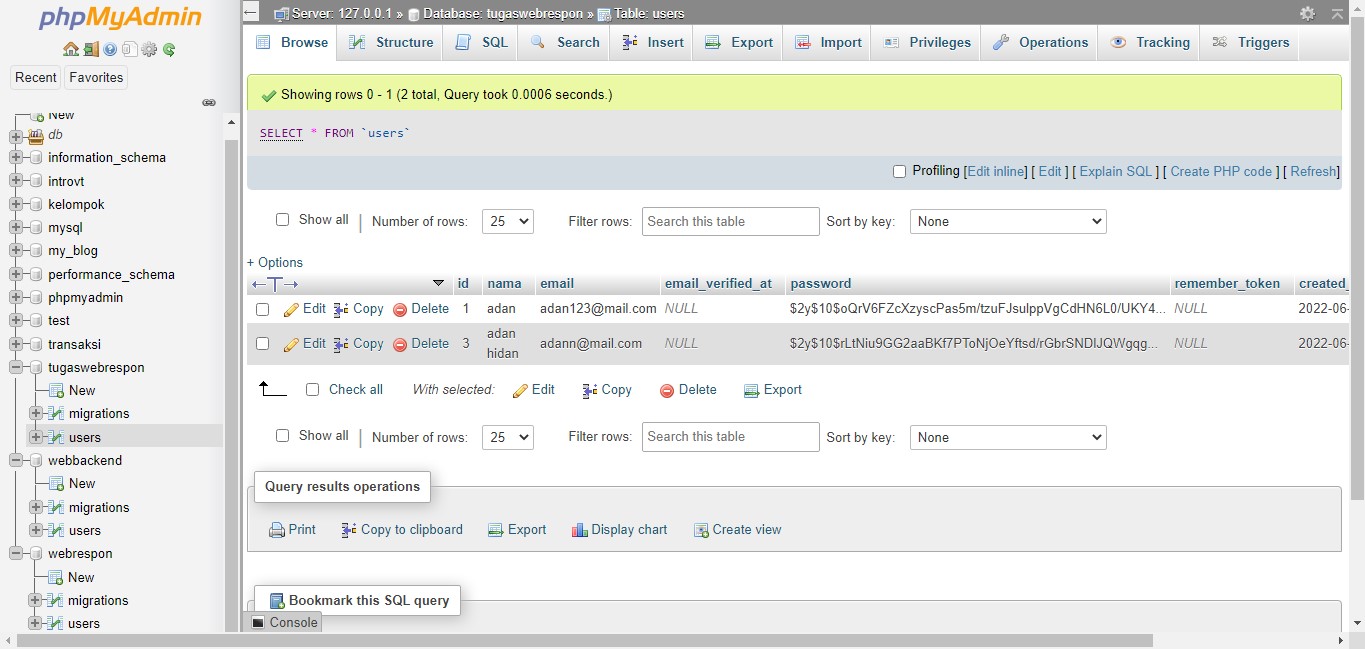 phpMyAdmin
Recent Favorites
New
db
information_schema
introvt
kelompok
mysql
my_blog
performance_schema
phpmyadmin
test
transaksi
tugaswebrespon
New
migrations
users
webbackend
New
migrations
users
webrespon
New
migrations
users
Server: 127.0.0.1 » Database: tugaswebrespon » Table: users
Browse Structure SQL Search Insert Export Import Privileges Operations Tracking Triggers
Showing rows 0 - 1 (2 total, Query took 0.0006 seconds.)
SELECT * FROM `users`
Profiling [Edit inline] [ Edit ] [ Explain SQL ] [ Create PHP code ] [ Refresh]
Show all | Number of rows: 25 Filter rows: Search this table Sort by key: None
+ Options
←T→ id nama email email_verified_at password remember_token created_
Edit Copy Delete 1 adan adan123@mail.com NULL $2y$10$oQrV6FZcXzyscPas5m/tzuFJsulppVgCdHN6L0/UKY4... NULL 2022-06-
Edit Copy Delete 3 adan hidan adann@mail.com NULL $2y$10$rLtNiu9GG2aaBKf7PToNjOeYftsd/rGbrSNDlJQWgqg... NULL 2022-06-
Check all With selected: Edit Copy Delete Export
Show all | Number of rows: 25 Filter rows: Search this table Sort by key: None
Query results operations
Print Copy to clipboard Export Display chart Create view
Bookmark this SQL query
Console